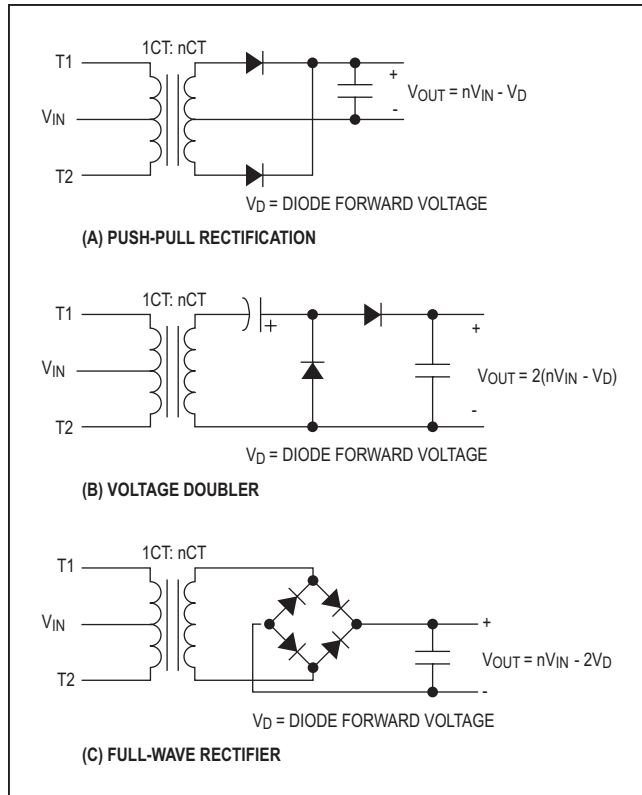 1CT: nCT
T1
VIN
T2
+
-
VOUT = nVIN - VD
VD = DIODE FORWARD VOLTAGE
(A) PUSH-PULL RECTIFICATION
1CT: nCT
T1
VIN
T2
+
+
-
VOUT = 2(nVIN - VD)
VD = DIODE FORWARD VOLTAGE
(B) VOLTAGE DOUBLER
1CT: nCT
T1
VIN
T2
+
-
VOUT = nVIN - 2VD
VD = DIODE FORWARD VOLTAGE
(C) FULL-WAVE RECTIFIER